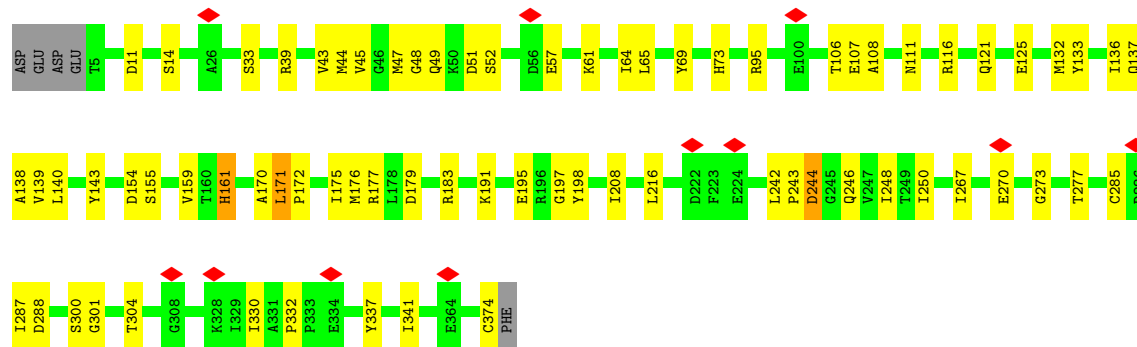 ASP GLU ASP GLU T5 D11 S14 A26 S33 R39 V43 M44 V45 G46 M47 G48 Q49 K50 D51 S52 D56 E57 K61 I64 L65 Y69 H73 R95 E100 T106 E107 A108 N111 R116 Q121 E125 M132 Y133 I136 Q137
A138 V139 L140 Y143 D154 S155 V159 T160 H161 A170 L171 P172 I175 M176 R177 L178 D179 R183 K191 E195 R196 G197 Y198 I208 L216 D222 F223 E224 L242 P243 D244 G245 Q246 V247 I248 T249 I250 I267 E270 G273 T277 C285
I287 D288 S300 G301 T304 G308 K328 I329 I330 A331 P332 P333 E334 Y337 I341 E364 C374 PHE